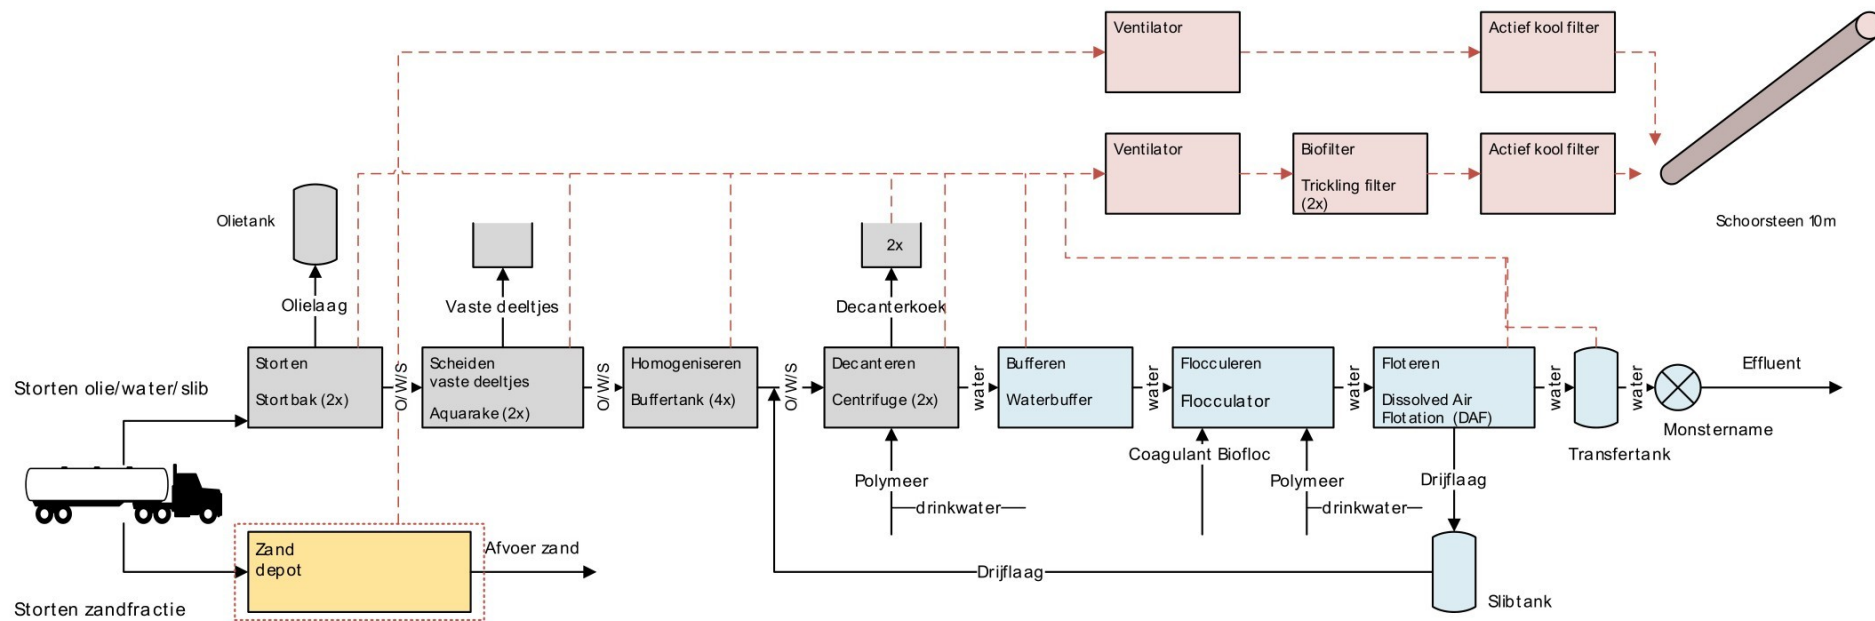 Ventilator
Actief kool filter
Ventilator
Biofilter
Trickling filter
(2x)
Actief kool filter
Schoorsteen 10m
Olietank
2x
Olielaag
Vaste deeltjes
Decanterkoek
Storten olie/water/slib
Storten
Stortbak (2x)
O/W/S
Scheiden
vaste deeltjes
Aquarake (2x)
O/W/S
Homogeniseren
Buffertank (4x)
O/W/S
Decanteren
Centrifuge (2x)
water
Bufferen
Waterbuffer
water
Flocculeren
Flocculator
water
Floteren
Dissolved Air
Flotation (DAF)
water
Transfertank
water
Monstername
Effluent
Polymeer
drinkwater
Coagulant Biofloc
Polymeer
drinkwater
Drijflaag
Zand
depot
Afvoer zand
Drijflaag
Slibtank
Storten zandfractie